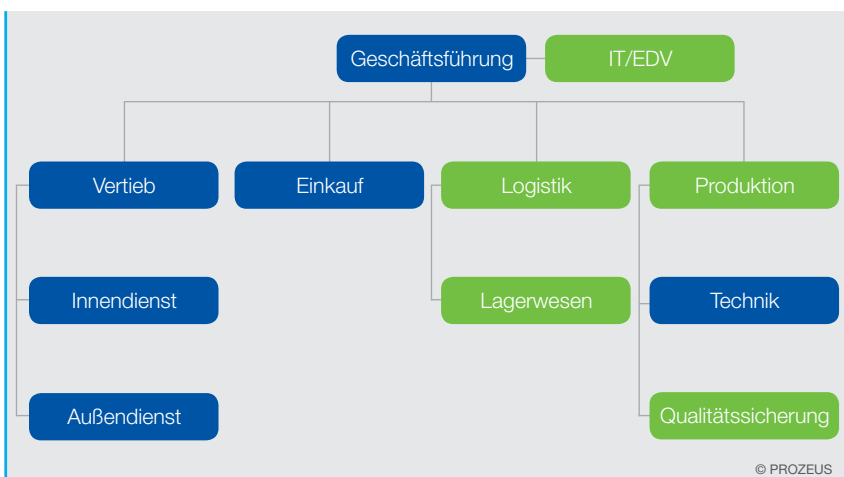 Geschäftsführung
IT/EDV
Vertieb
Einkauf
Logistik
Produktion
Innendienst
Lagerwesen
Technik
Außendienst
Qualitätssicherung
© PROZEUS